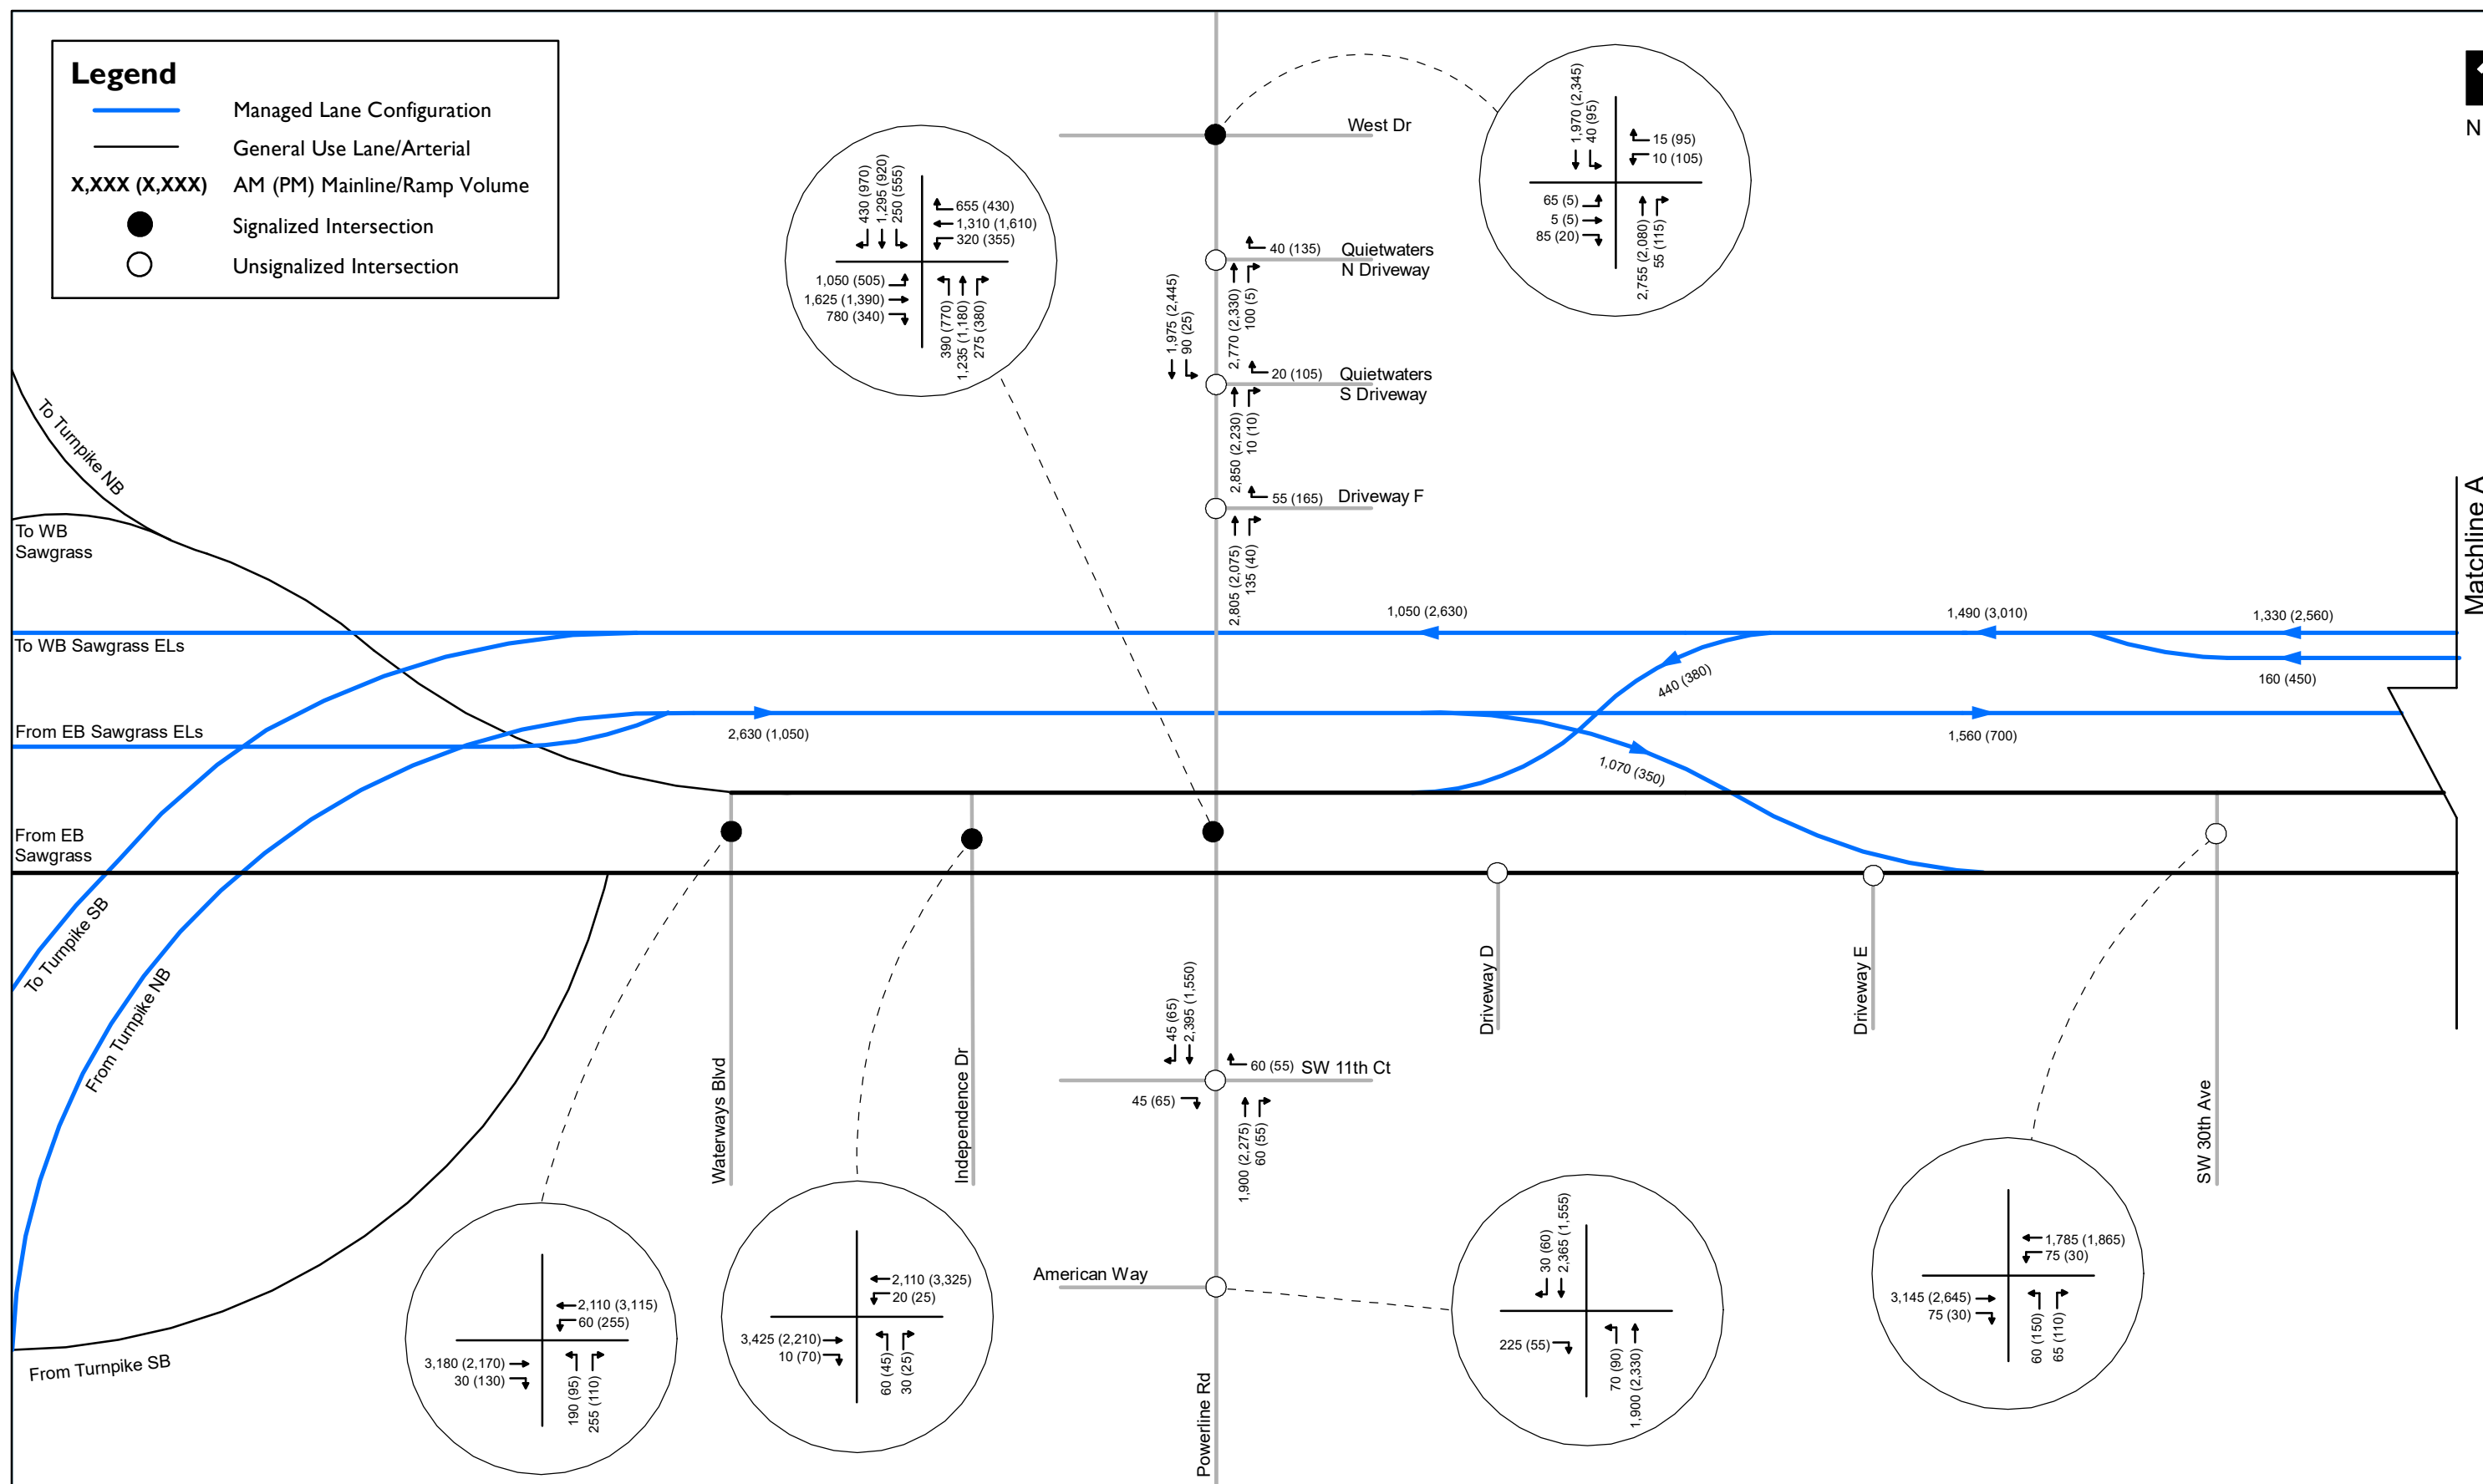 Legend
Managed Lane Configuration
General Use Lane/Arterial
X,XXX (X,XXX) AM (PM) Mainline/Ramp Volume
Signalized Intersection
Unsignalized Intersection
N
West Dr
1,970 (2,345)
40 (95)
15 (95)
10 (105)
65 (5)
5 (5)
85 (20)
2,755 (2,080)
55 (115)
430 (970)
1,295 (920)
250 (555)
655 (430)
1,310 (1,610)
320 (355)
1,050 (505)
1,625 (1,390)
780 (340)
390 (770)
1,235 (1,180)
275 (380)
40 (135)
Quietwaters
N Driveway
1,975 (2,445)
90 (25)
2,770 (2,330)
100 (5)
20 (105)
Quietwaters
S Driveway
2,850 (2,230)
10 (10)
55 (165)
Driveway F
2,805 (2,075)
135 (40)
To Turnpike NB
To WB
Sawgrass
To WB Sawgrass ELs
From EB Sawgrass ELs
From EB
Sawgrass
To Turnpike SB
From Turnpike NB
From Turnpike SB
1,050 (2,630)
1,490 (3,010)
1,330 (2,560)
440 (380)
160 (450)
2,630 (1,050)
1,560 (700)
1,070 (350)
Matchline A
Waterways Blvd
Independence Dr
Driveway D
Driveway E
SW 30th Ave
45 (65)
2,395 (1,550)
60 (55)
SW 11th Ct
45 (65)
1,900 (2,275)
60 (55)
American Way
Powerline Rd
2,110 (3,115)
60 (255)
3,180 (2,170)
30 (130)
190 (95)
255 (110)
2,110 (3,325)
20 (25)
3,425 (2,210)
10 (70)
60 (45)
30 (25)
30 (60)
2,365 (1,555)
225 (55)
70 (90)
1,900 (2,330)
1,785 (1,865)
75 (30)
3,145 (2,645)
75 (30)
60 (150)
65 (110)